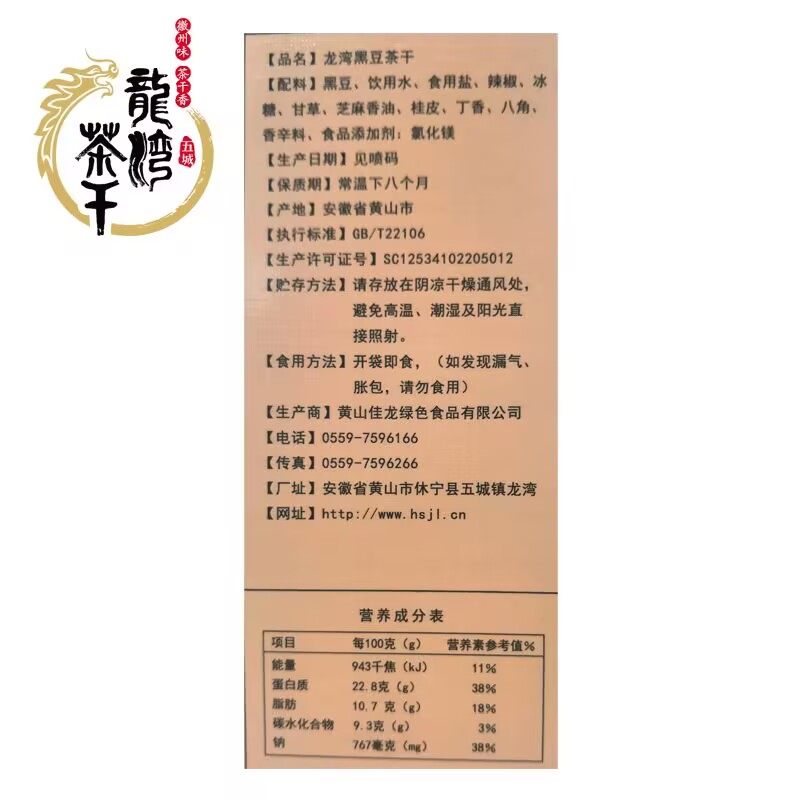 徽州味 茶干香
龍灣
茶干
五城
【品名】龙湾黑豆茶干
【配料】黑豆、饮用水、食用盐、辣椒、冰
糖、甘草、芝麻香油、桂皮、丁香、八角、
香辛料、食品添加剂：氯化镁
【生产日期】见喷码
【保质期】常温下八个月
【产地】安徽省黄山市
【执行标准】GB/T22106
【生产许可证号】SC12534102205012
【贮存方法】请存放在阴凉干燥通风处，
避免高温、潮湿及阳光直
接照射。
【食用方法】开袋即食，（如发现漏气、
胀包，请勿食用）
【生产商】黄山佳龙绿色食品有限公司
【电话】0559-7596166
【传真】0559-7596266
【厂址】安徽省黄山市休宁县五城镇龙湾
【网址】http://www.hsjl.cn
营养成分表
项目 每100克（g） 营养素参考值%
能量 943千焦（kJ） 11%
蛋白质 22.8克（g） 38%
脂肪 10.7 克（g） 18%
碳水化合物 9.3克（g） 3%
钠 767毫克（mg） 38%